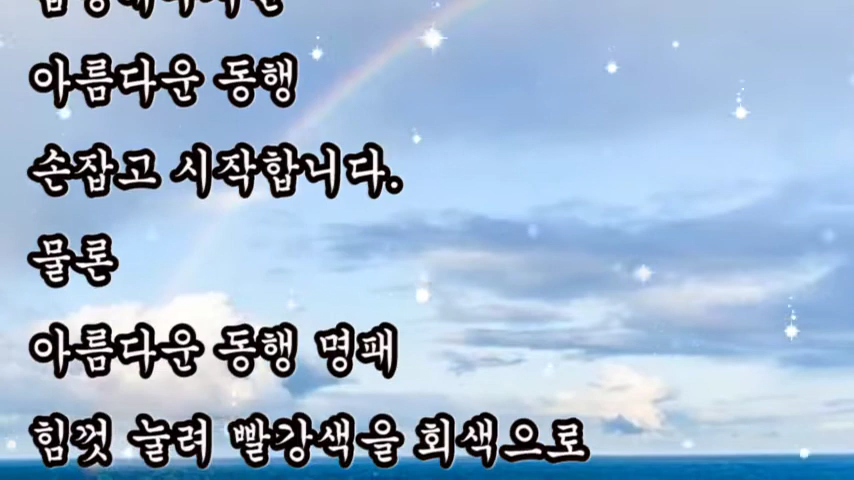 아름다운 동행
손잡고 시작합니다.
물론
아름다운 동행 명패
힘껏 눌려 빨강색을 회색으로